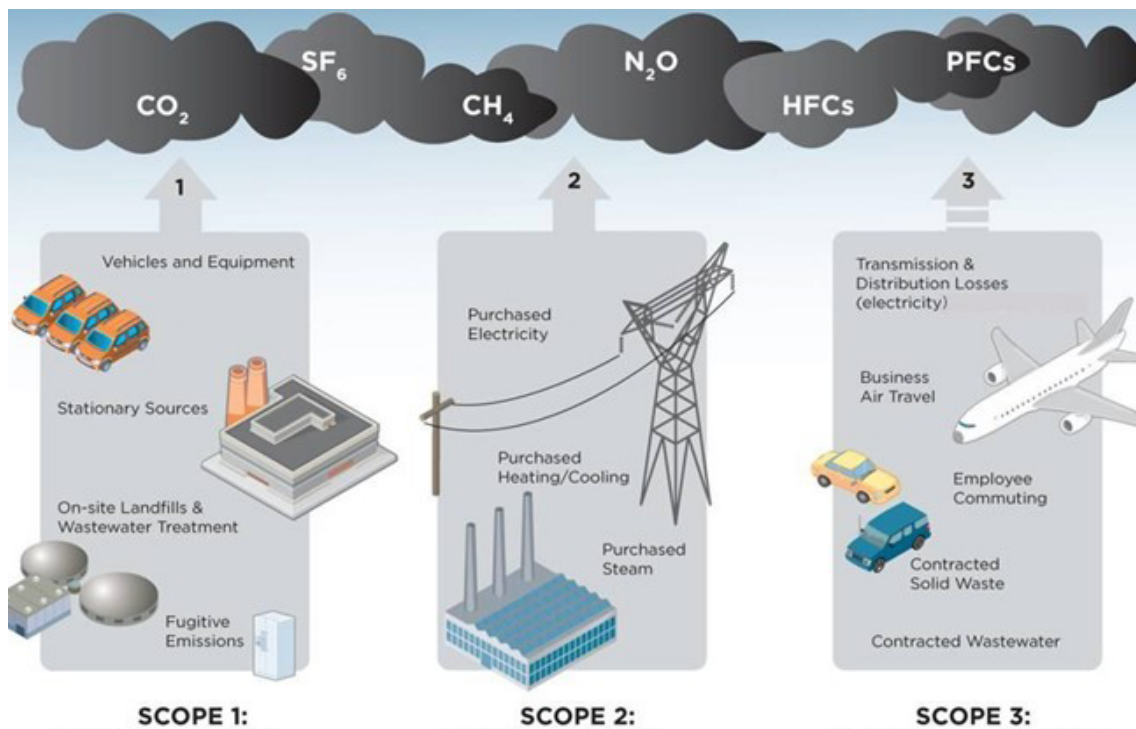 SF6
N2O
PFCs
CO2
CH4
HFCs
1
2
3
Vehicles and Equipment
Stationary Sources
On-site Landfills &
Wastewater Treatment
Fugitive
Emissions
Purchased
Electricity
Purchased
Heating/Cooling
Purchased
Steam
Transmission &
Distribution Losses
(electricity)
Business
Air Travel
Employee
Commuting
Contracted
Solid Waste
Contracted Wastewater
SCOPE 1:
SCOPE 2:
SCOPE 3: